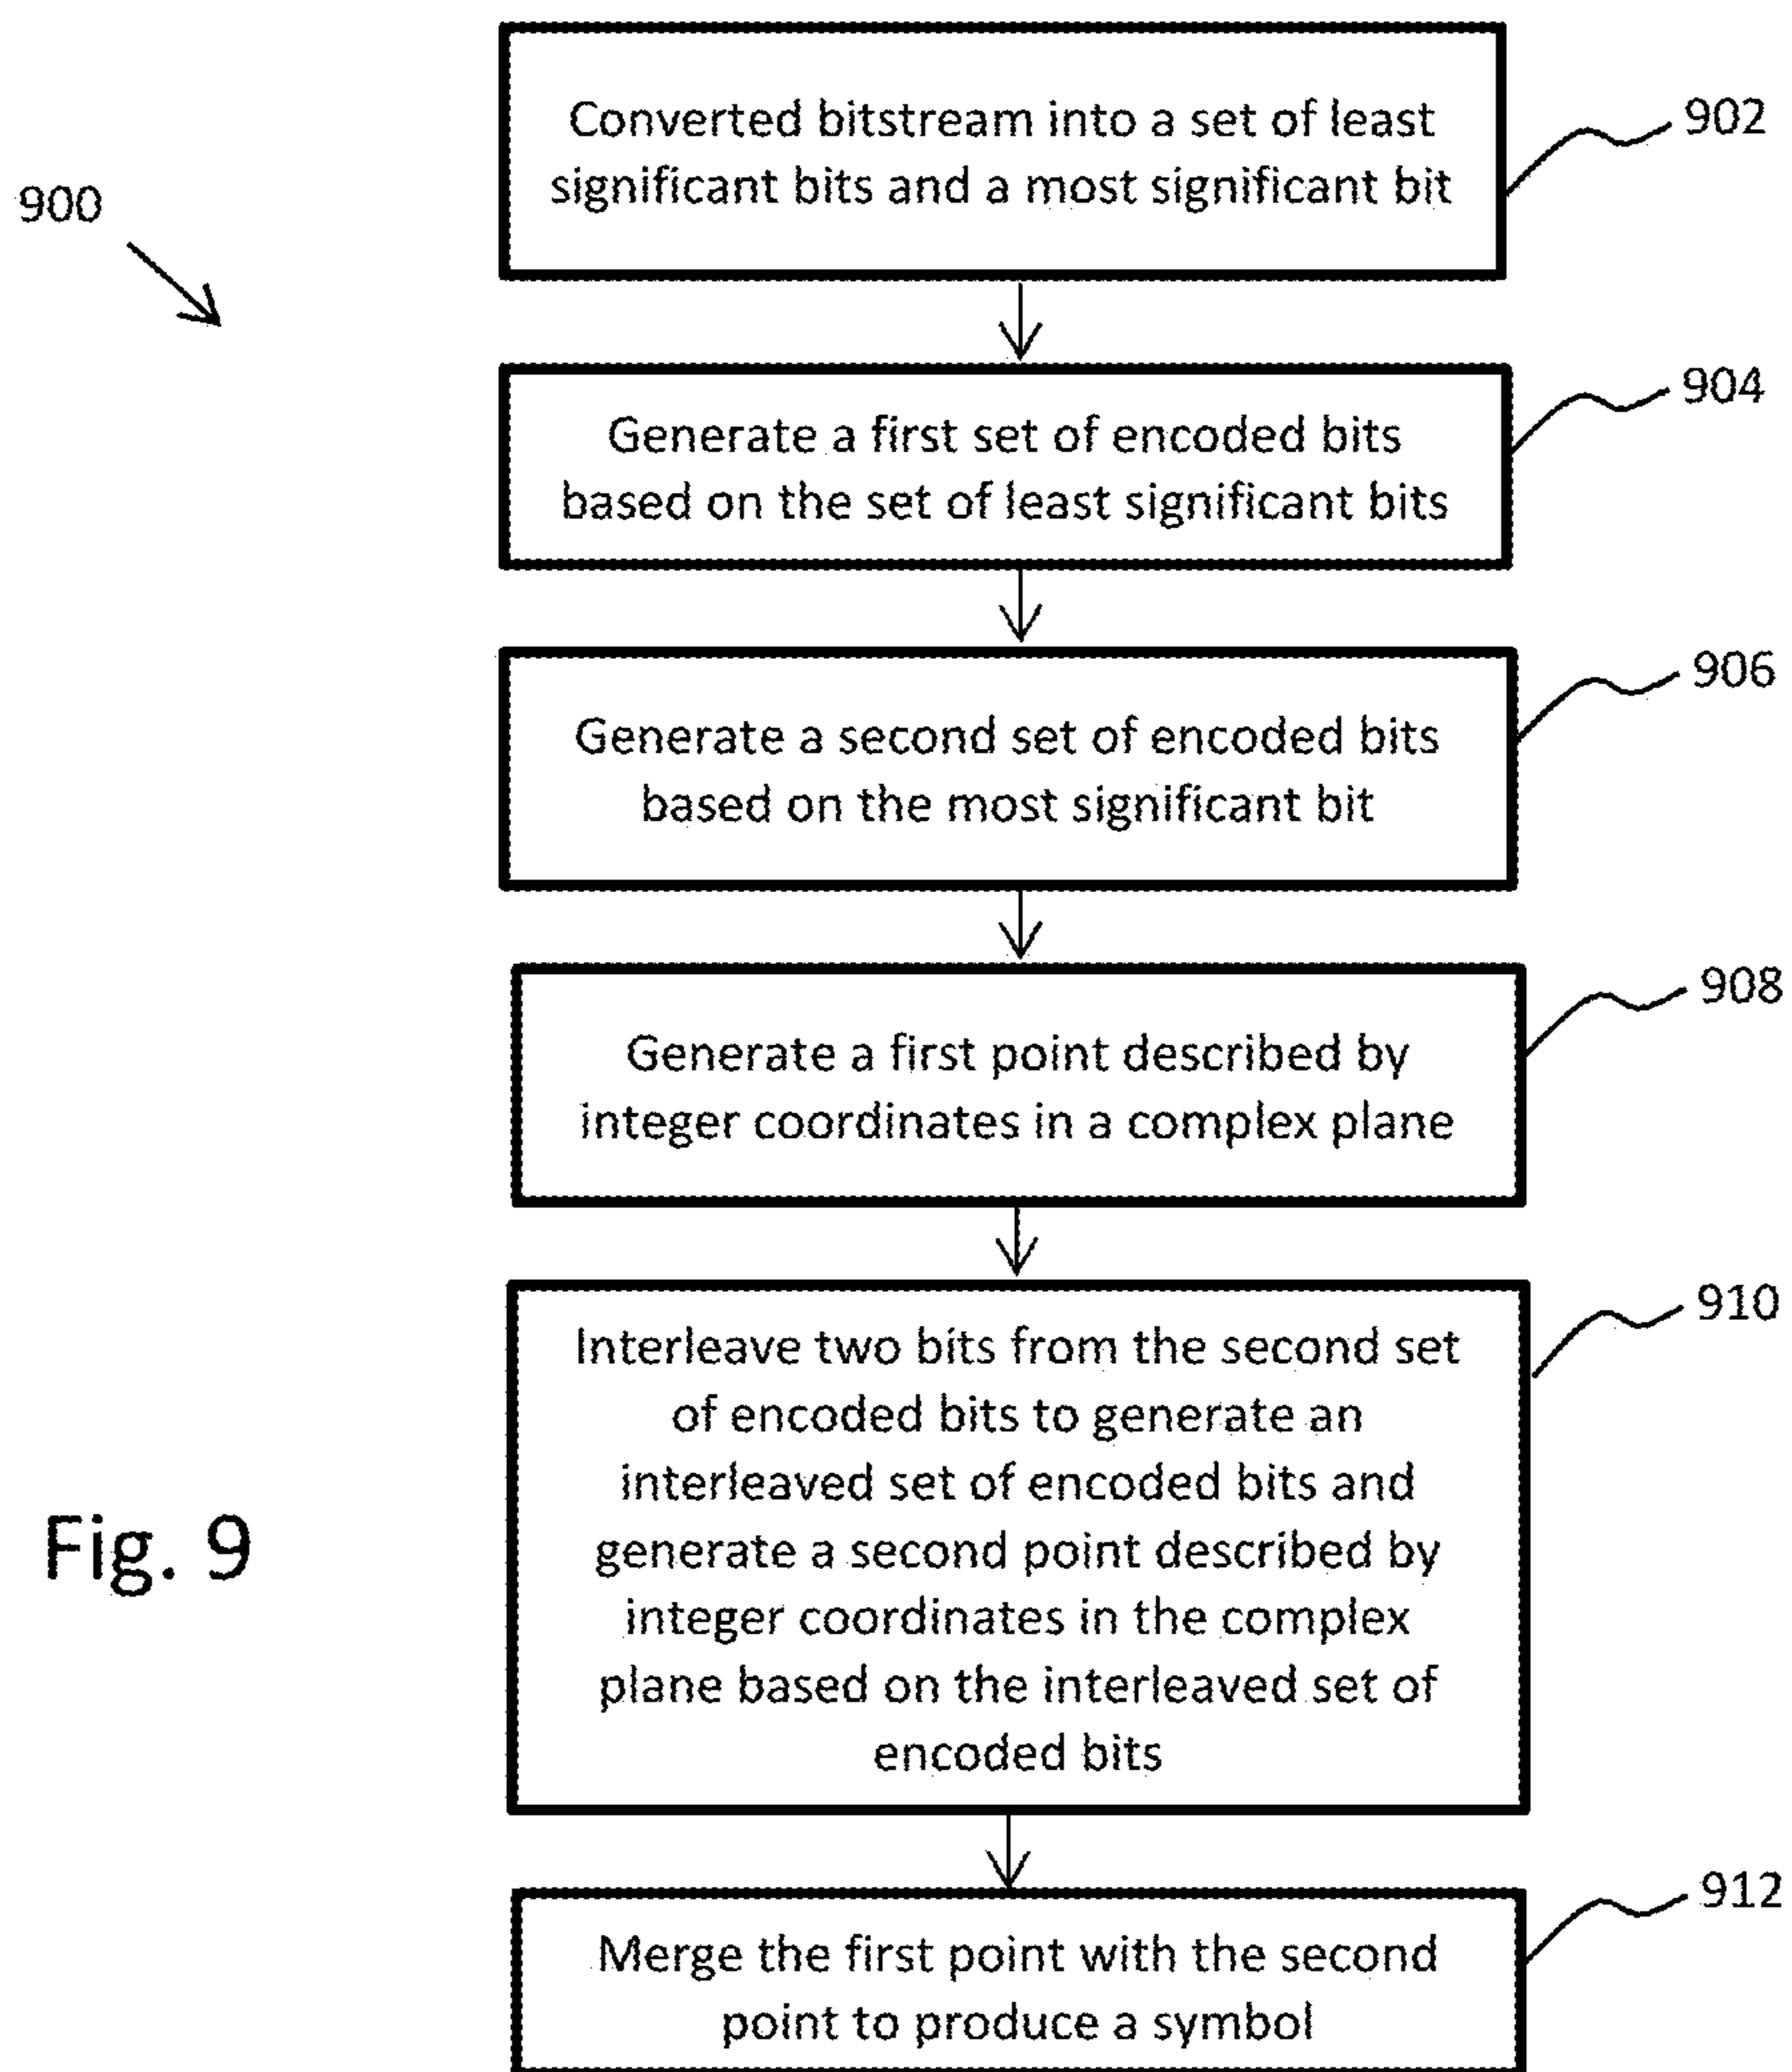 Converted bitstream into a set of least
significant bits and a most significant bit
902
900
Generate a first set of encoded bits
based on the set of least significant bits
904
Generate a second set of encoded bits
based on the most significant bit
906
Generate a first point described by
integer coordinates in a complex plane
908
Interleave two bits from the second set
of encoded bits to generate an
interleaved set of encoded bits and
generate a second point described by
integer coordinates in the complex
plane based on the interleaved set of
encoded bits
910
Fig. 9
Merge the first point with the second
point to produce a symbol
912